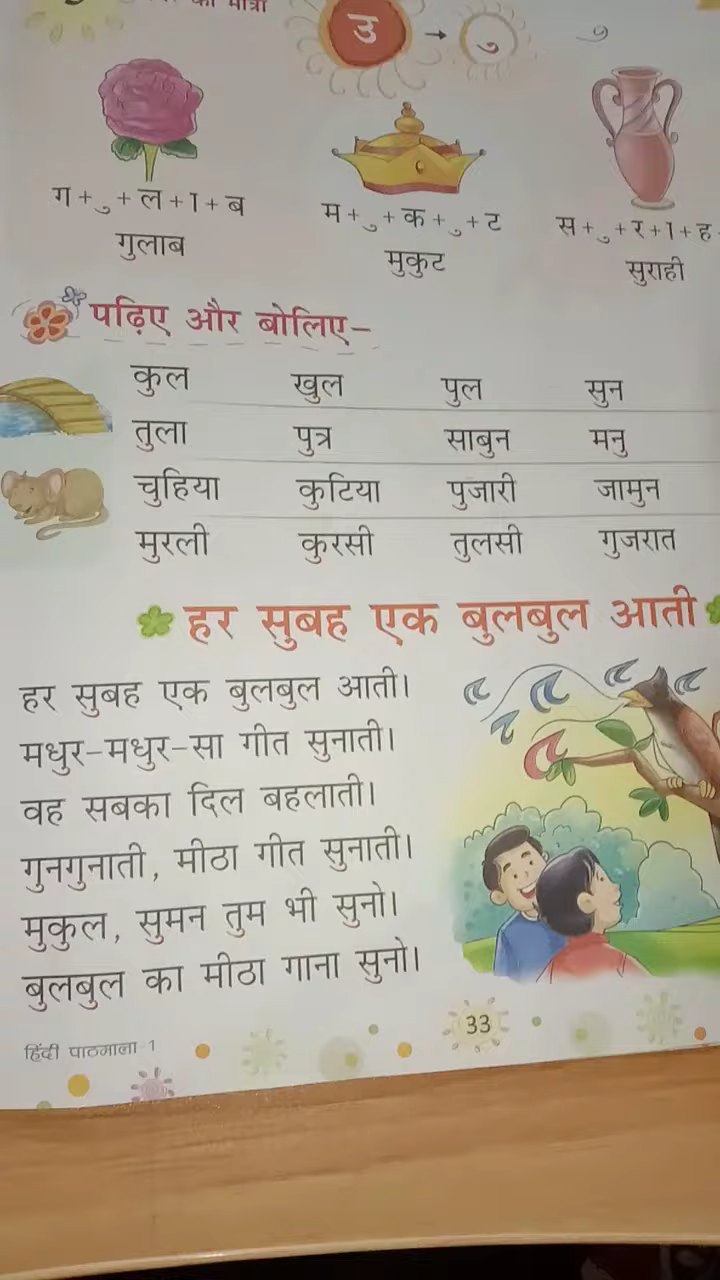 की मात्रा
उ → ु ु
ग + ु + ल + ा + ब
म + ु + क + ु + ट
स + ु + र + ा + ह
गुलाब
मुकुट
सुराही
पढ़िए और बोलिए–
कुल खुल पुल सुन
तुला पुत्र साबुन मनु
चुहिया कुटिया पुजारी जामुन
मुरली कुरसी तुलसी गुजरात
हर सुबह एक बुलबुल आती
हर सुबह एक बुलबुल आती।
मधुर-मधुर-सा गीत सुनाती।
वह सबका दिल बहलाती।
गुनगुनाती, मीठा गीत सुनाती।
मुकुल, सुमन तुम भी सुनो।
बुलबुल का मीठा गाना सुनो।
33
हिंदी पाठमाला-1